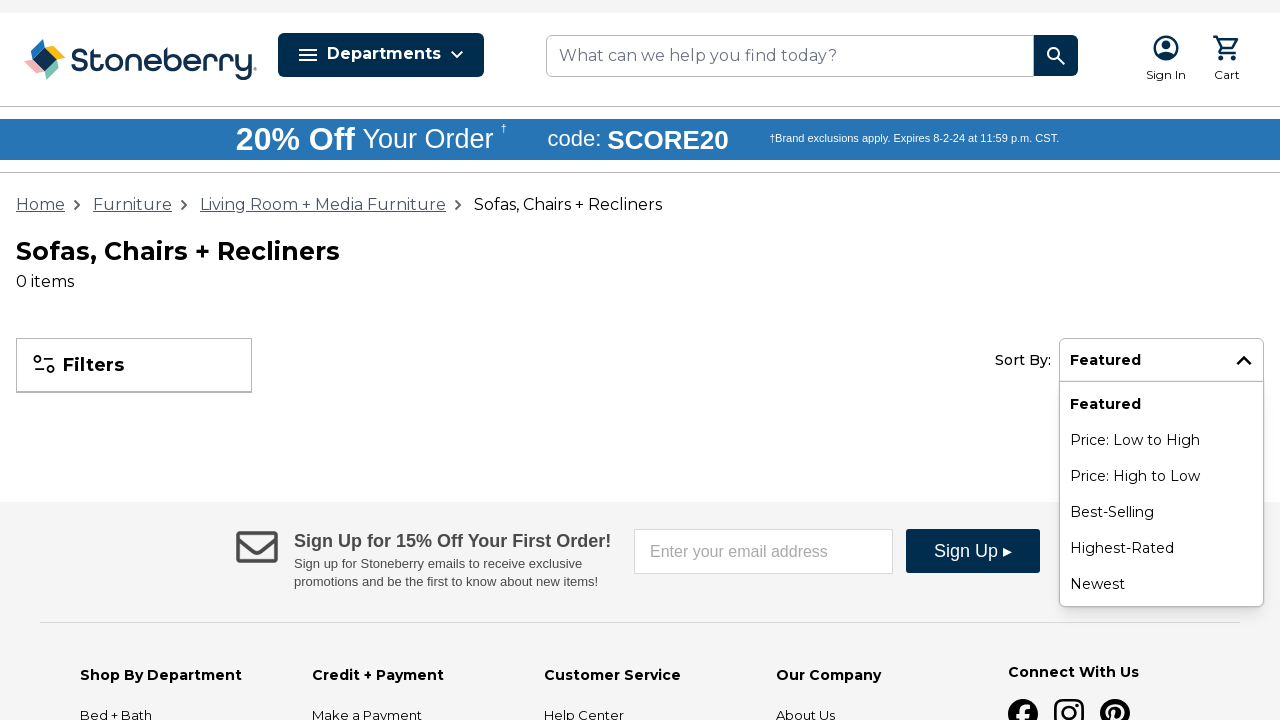 Stoneberry
Departments
What can we help you find today?
Sign In
Cart
20% Off Your Order † code: SCORE20 †Brand exclusions apply. Expires 8-2-24 at 11:59 p.m. CST.
Home
Furniture
Living Room + Media Furniture
Sofas, Chairs + Recliners
Sofas, Chairs + Recliners
0 items
Filters
Sort By:
Featured
Featured
Price: Low to High
Price: High to Low
Best-Selling
Highest-Rated
Newest
Sign Up for 15% Off Your First Order!
Sign up for Stoneberry emails to receive exclusive
promotions and be the first to know about new items!
Enter your email address
Sign Up ▸
Shop By Department
Credit + Payment
Customer Service
Our Company
Connect With Us
Bed + Bath
Make a Payment
Help Center
About Us